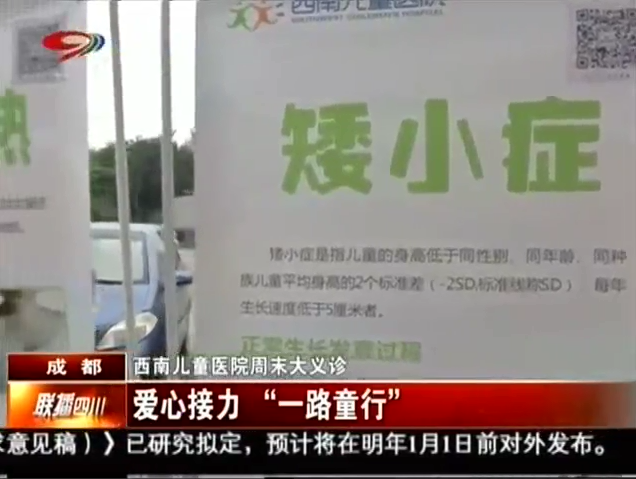 西南儿童医院
SOUTHWEST CHILDREN'S HOSPITAL
矮小症
矮小症是指儿童的身高低于同性别、同年龄、同种
族儿童平均身高的2个标准差（-2SD,标准线称SD），每年
生长速度低于5厘米者。
正常生长发育过程
成都
西南儿童医院周末大义诊
联播四川
爱心接力 “一路童行”
求意见稿）》已研究拟定，预计将在明年1月1日前对外发布。